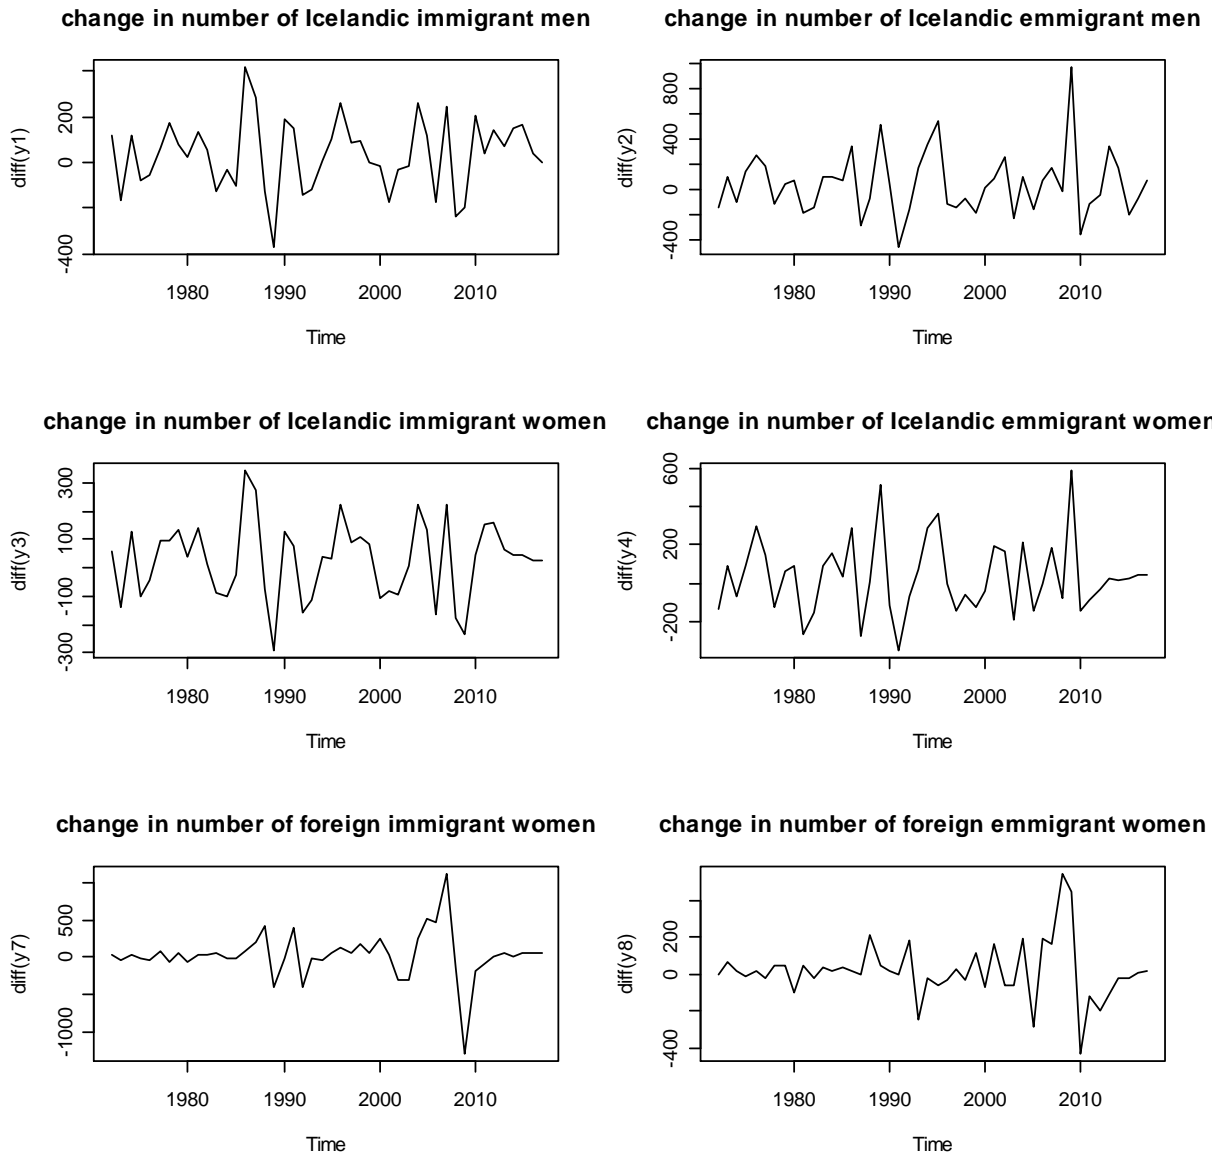 change in number of Icelandic immigrant men
diff(y1)
-400
0
200
1980
1990
2000
2010
Time
change in number of Icelandic emmigrant men
diff(y2)
-400
0
400
800
1980
1990
2000
2010
Time
change in number of Icelandic immigrant women
diff(y3)
-300
-100
100
300
1980
1990
2000
2010
Time
change in number of Icelandic emmigrant women
diff(y4)
-200
200
600
1980
1990
2000
2010
Time
change in number of foreign immigrant women
diff(y7)
-1000
0
500
1980
1990
2000
2010
Time
change in number of foreign emmigrant women
diff(y8)
-400
0
200
1980
1990
2000
2010
Time